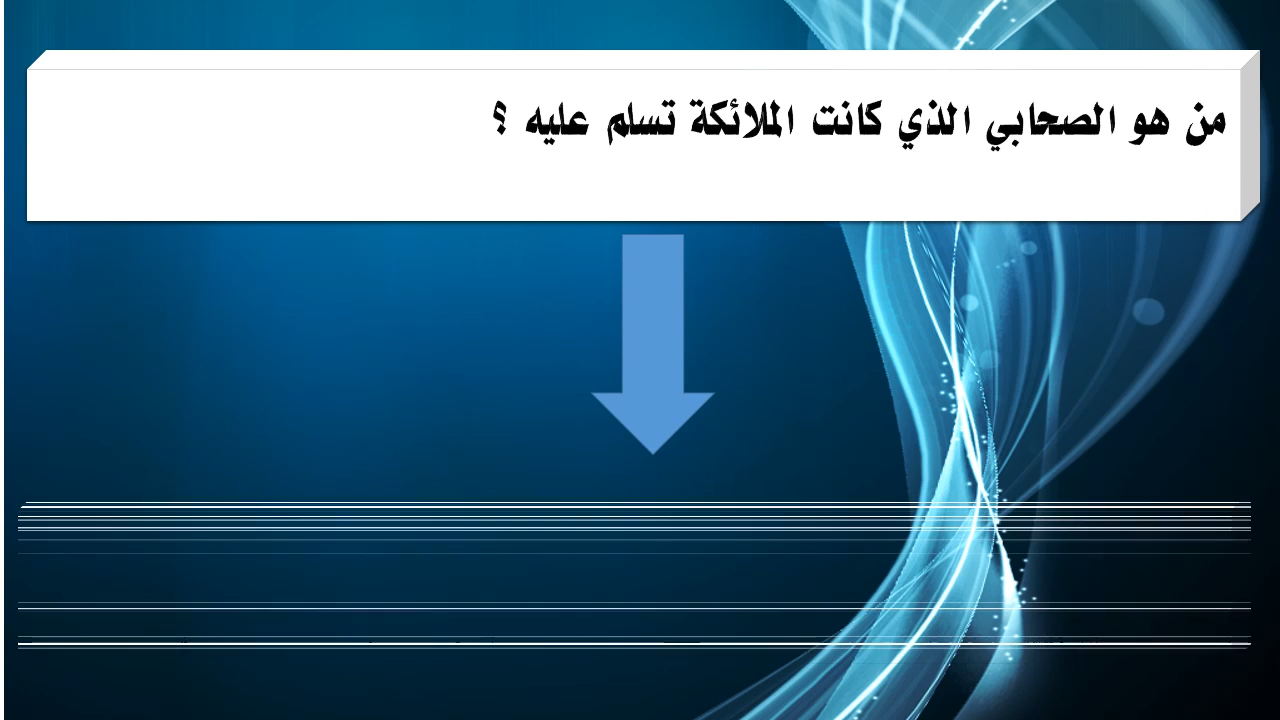 من هو الصحابي الذي كانت الملائكة تسلم عليه ؟